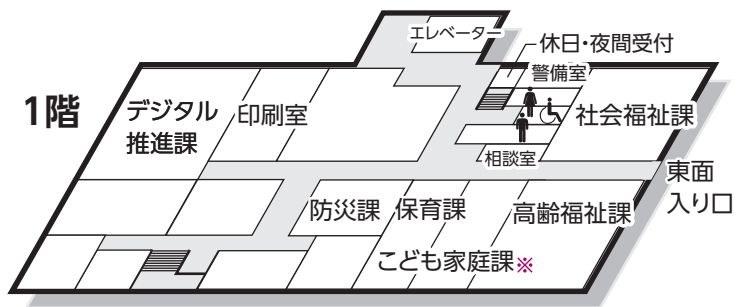 エレベーター
休日・夜間受付
警備室
1階
デジタル
推進課
印刷室
社会福祉課
相談室
東面
入り口
防災課
保育課
高齢福祉課
こども家庭課※